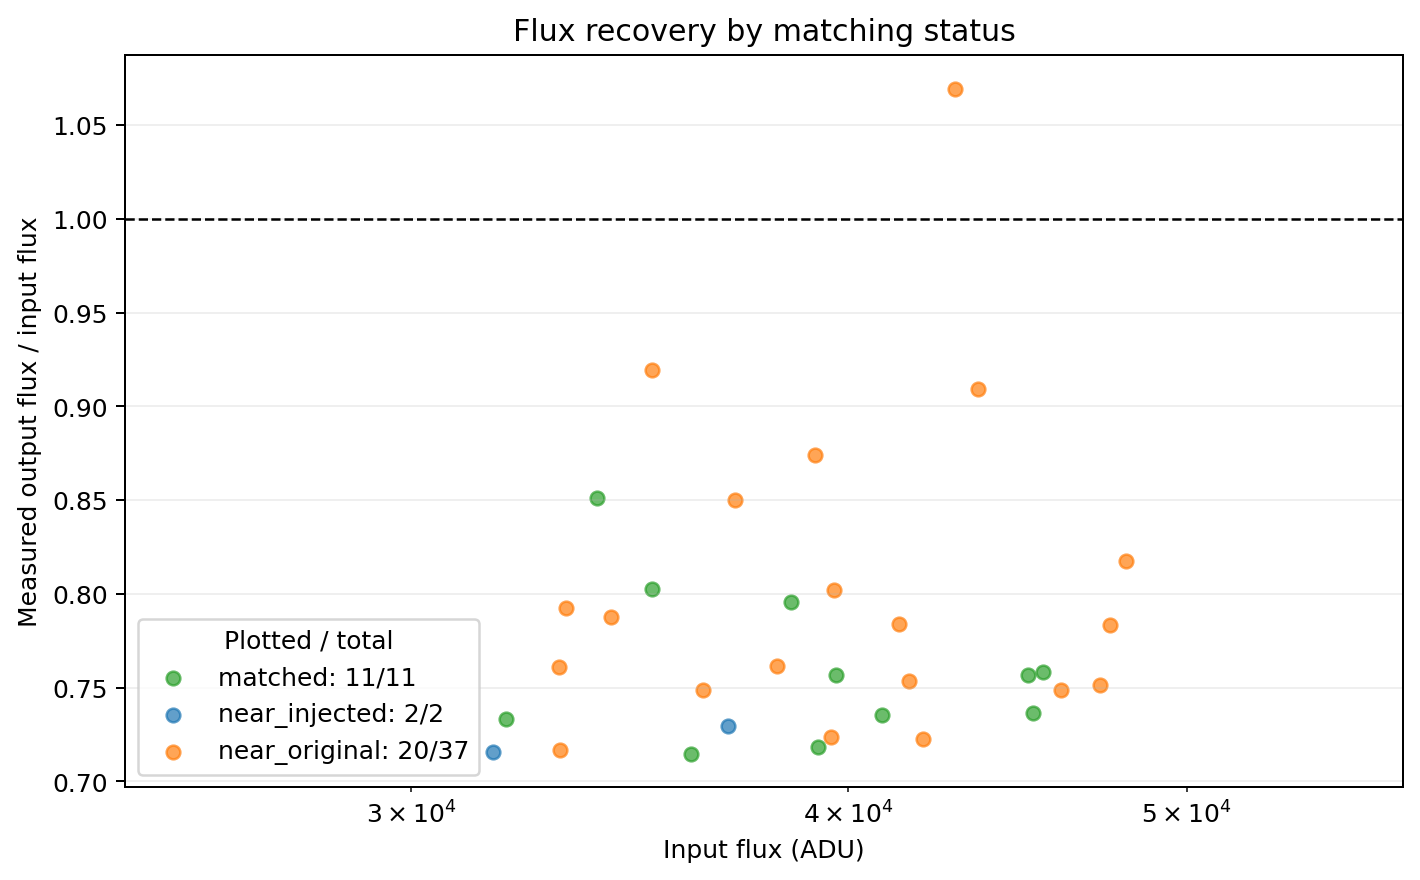 Flux recovery by matching status
Measured output flux / input flux
1.05
1.00
0.95
0.90
0.85
0.80
0.75
0.70
Plotted / total
matched: 11/11
near_injected: 2/2
near_original: 20/37
3 × 10⁴
4 × 10⁴
5 × 10⁴
Input flux (ADU)